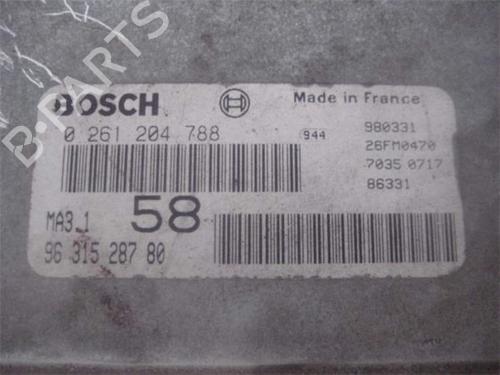 B-PARTS
BOSCH
Made in France
0 261 204 788
944
980331
26FM0470
7035 0717
86331
MA3.1
58
96 315 287 80